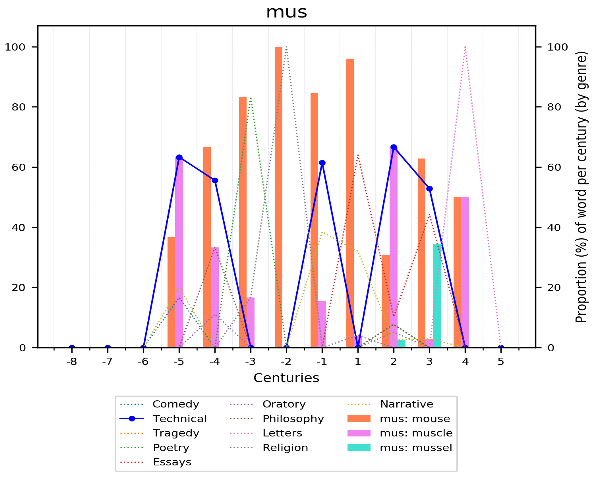 mus
100
80
60
40
20
0
100
80
60
40
20
0
Proportion (%) of word per century (by genre)
-8 -7 -6 -5 -4 -3 -2 -1 1 2 3 4 5
Centuries
Comedy Oratory Narrative
Technical Philosophy mus: mouse
Tragedy Letters mus: muscle
Poetry Religion mus: mussel
Essays